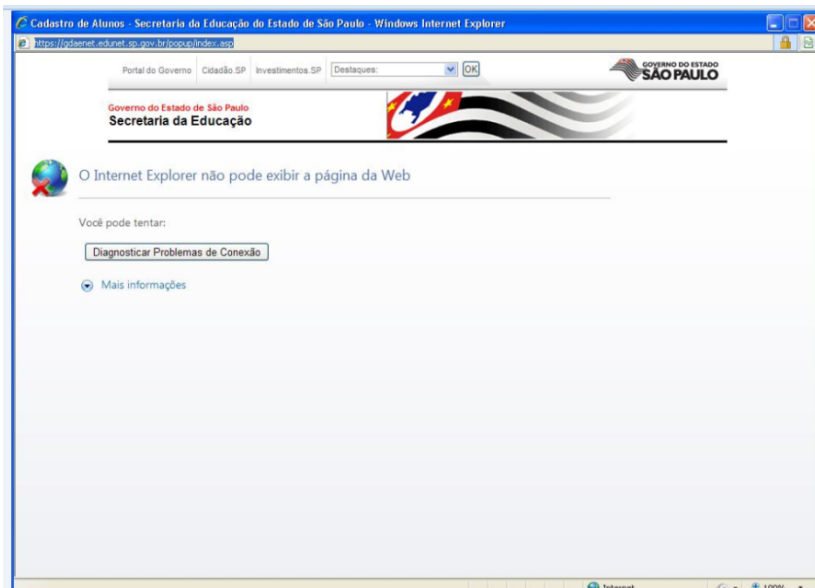 Cadastro de Alunos - Secretaria da Educação do Estado de São Paulo - Windows Internet Explorer
https://gdaenet.edunet.sp.gov.br/popup/index.asp
Portal do Governo Cidadão.SP Investimentos.SP Destaques: OK GOVERNO DO ESTADO
SÃO PAULO
Governo do Estado de São Paulo
Secretaria da Educação
O Internet Explorer não pode exibir a página da Web
Você pode tentar:
Diagnosticar Problemas de Conexão
Mais informações
Internet 100%